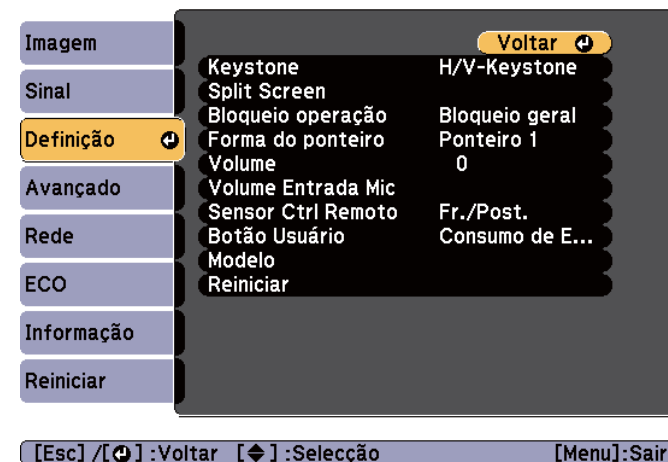 Imagem
Sinal
Definição
Avançado
Rede
ECO
Informação
Reiniciar
Voltar
Keystone H/V-Keystone
Split Screen
Bloqueio operação Bloqueio geral
Forma do ponteiro Ponteiro 1
Volume 0
Volume Entrada Mic
Sensor Ctrl Remoto Fr./Post.
Botão Usuário Consumo de E...
Modelo
Reiniciar
[Esc] /[ ] :Voltar [ ] :Selecção [Menu]:Sair